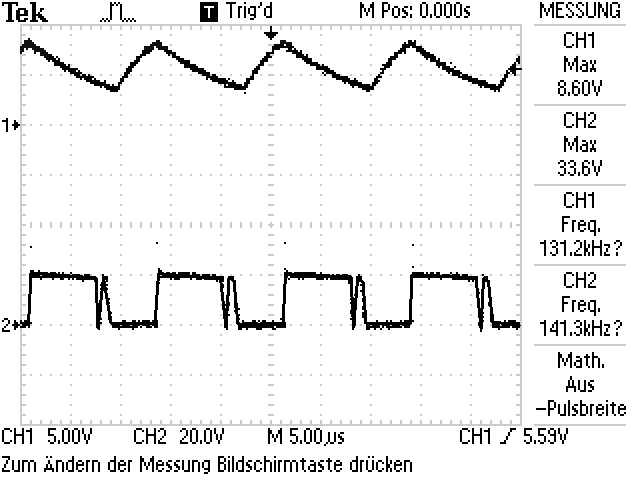 Tek
T Trig'd
M Pos: 0.000s
MESSUNG
CH1
Max
8.60V
CH2
Max
33.6V
CH1
Freq.
131.2kHz?
CH2
Freq.
141.3kHz?
Math.
Aus
-Pulsbreite
1
2
CH1 5.00V
CH2 20.0V
M 5.00µs
CH1 / 5.59V
Zum Ändern der Messung Bildschirmtaste drücken